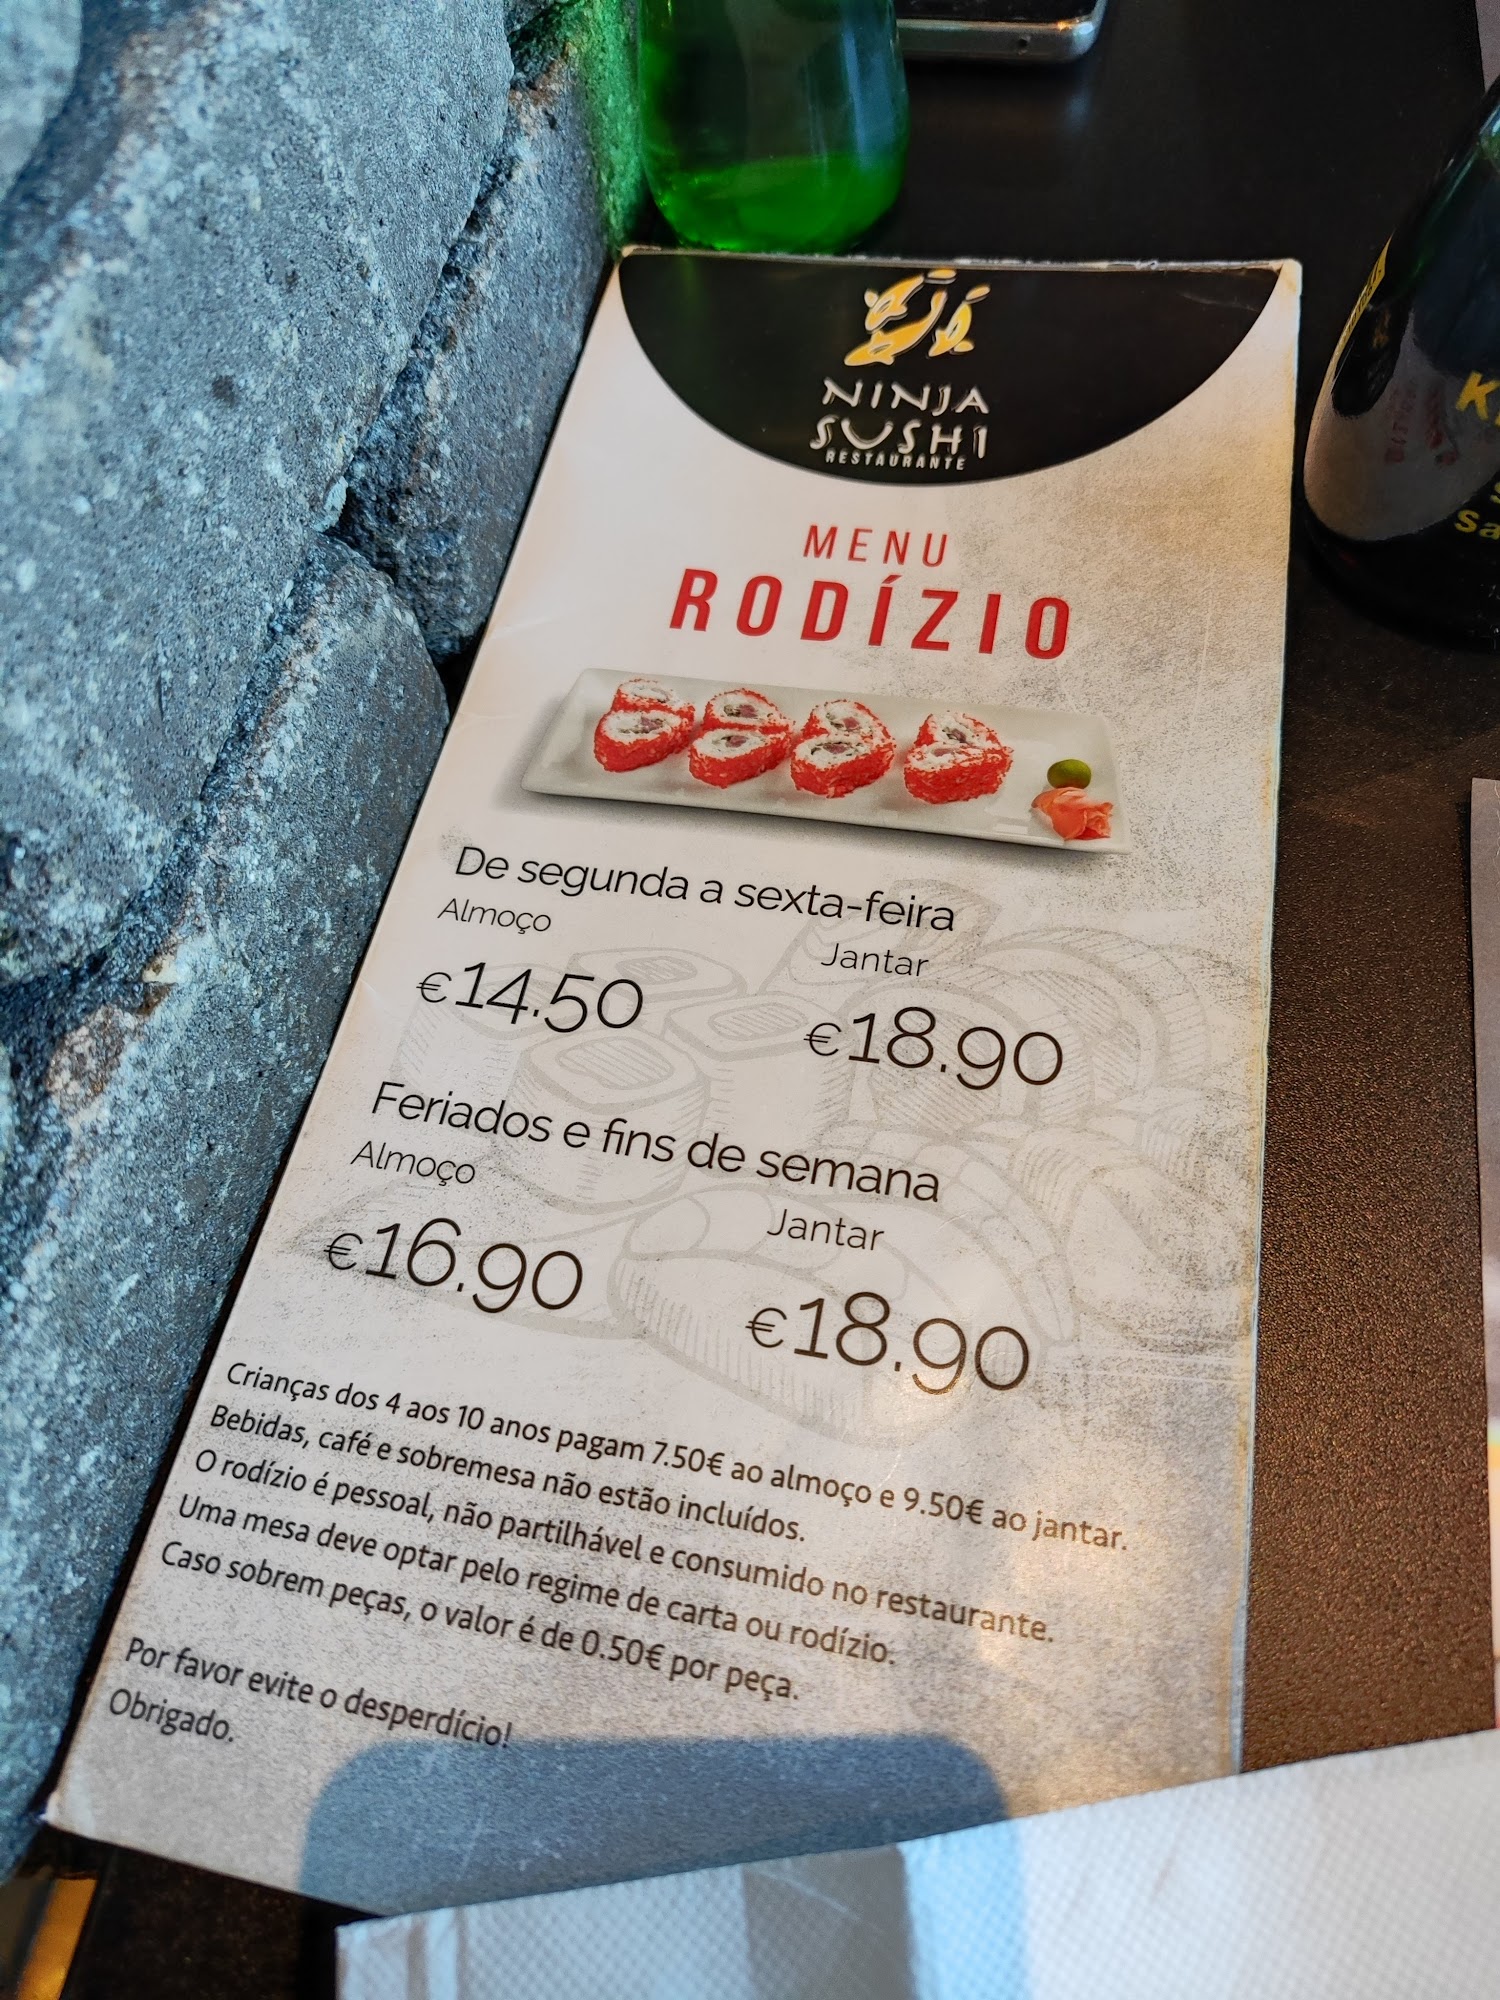 NINJA
SUSHI
RESTAURANTE
MENU
RODÍZIO
De segunda a sexta-feira
Almoço
Jantar
€14.50
€18.90
Feriados e fins de semana
Almoço
Jantar
€16.90
€18.90
Crianças dos 4 aos 10 anos pagam 7.50€ ao almoço e 9.50€ ao jantar.
Bebidas, café e sobremesa não estão incluídos.
O rodízio é pessoal, não partilhável e consumido no restaurante.
Uma mesa deve optar pelo regime de carta ou rodízio.
Caso sobrem peças, o valor é de 0.50€ por peça.
Por favor evite o desperdício!
Obrigado.